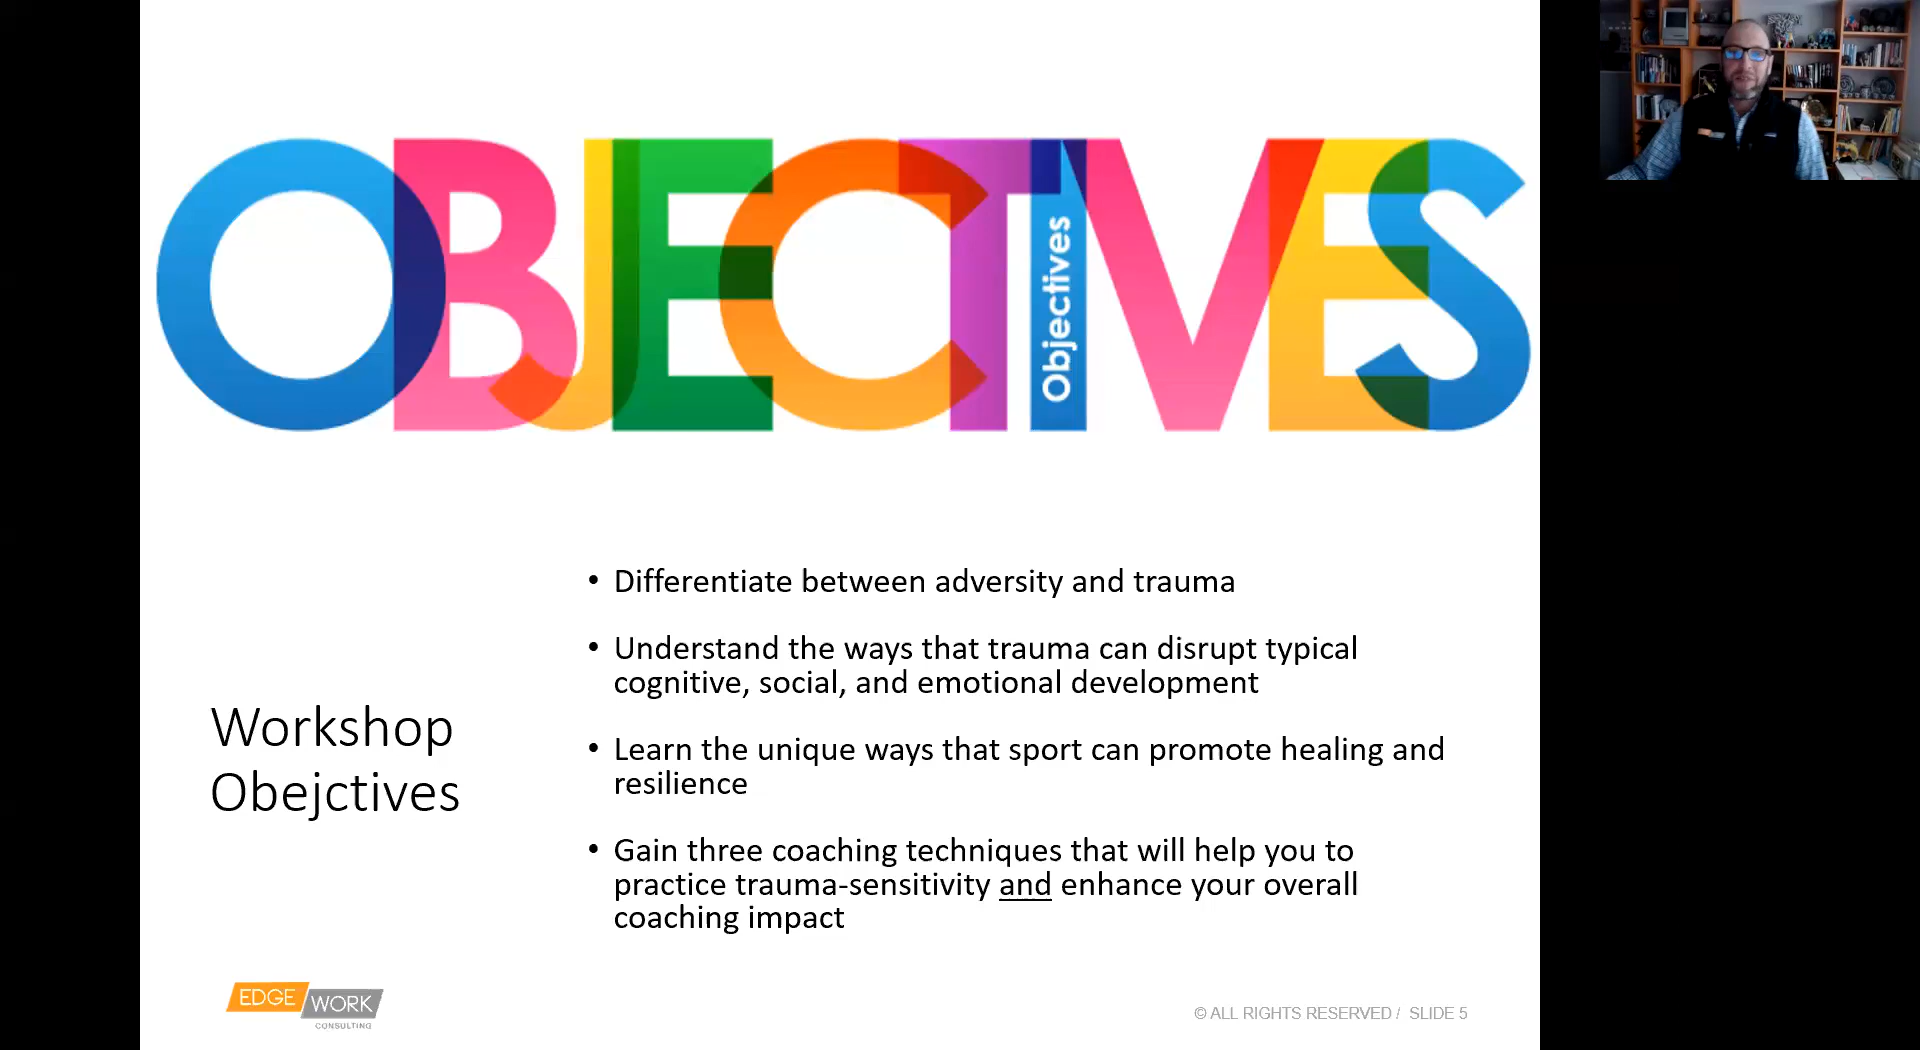 OBJECTIVES
Objectives
Workshop
Obejctives
• Differentiate between adversity and trauma
• Understand the ways that trauma can disrupt typical
cognitive, social, and emotional development
• Learn the unique ways that sport can promote healing and
resilience
• Gain three coaching techniques that will help you to
practice trauma-sensitivity and enhance your overall
coaching impact
EDGE WORK
CONSULTING
© ALL RIGHTS RESERVED / SLIDE 5